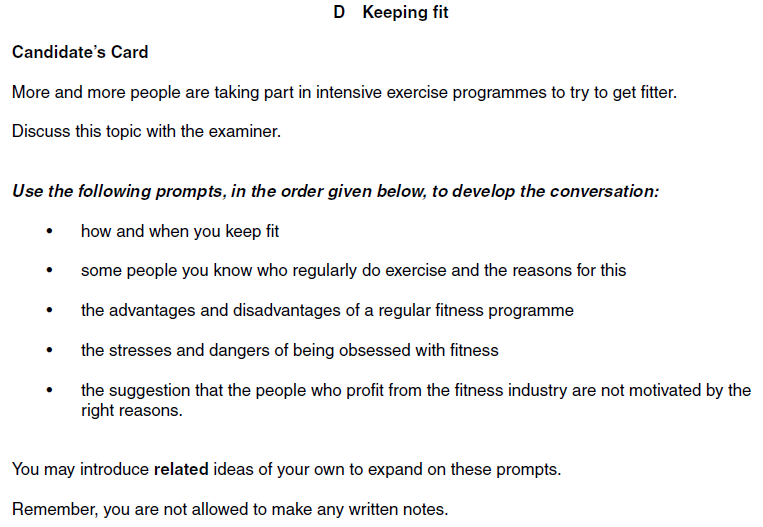 D Keeping fit
Candidate's Card
More and more people are taking part in intensive exercise programmes to try to get fitter.
Discuss this topic with the examiner.
Use the following prompts, in the order given below, to develop the conversation:
• how and when you keep fit
• some people you know who regularly do exercise and the reasons for this
• the advantages and disadvantages of a regular fitness programme
• the stresses and dangers of being obsessed with fitness
• the suggestion that the people who profit from the fitness industry are not motivated by the
right reasons.
You may introduce related ideas of your own to expand on these prompts.
Remember, you are not allowed to make any written notes.